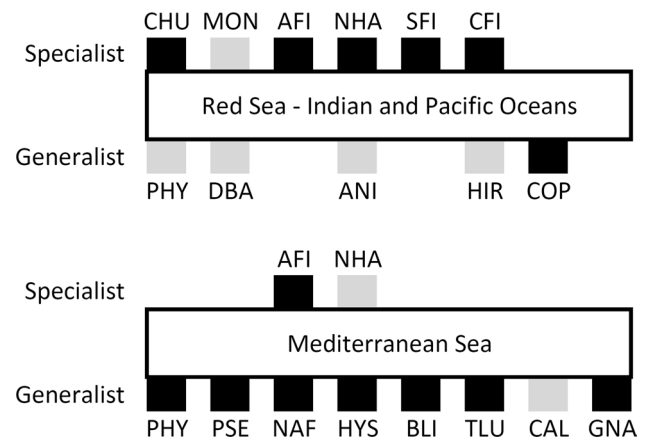 CHU MON AFI NHA SFI CFI
Specialist
Red Sea - Indian and Pacific Oceans
Generalist
PHY DBA ANI HIR COP
AFI NHA
Specialist
Mediterranean Sea
Generalist
PHY PSE NAF HYS BLI TLU CAL GNA